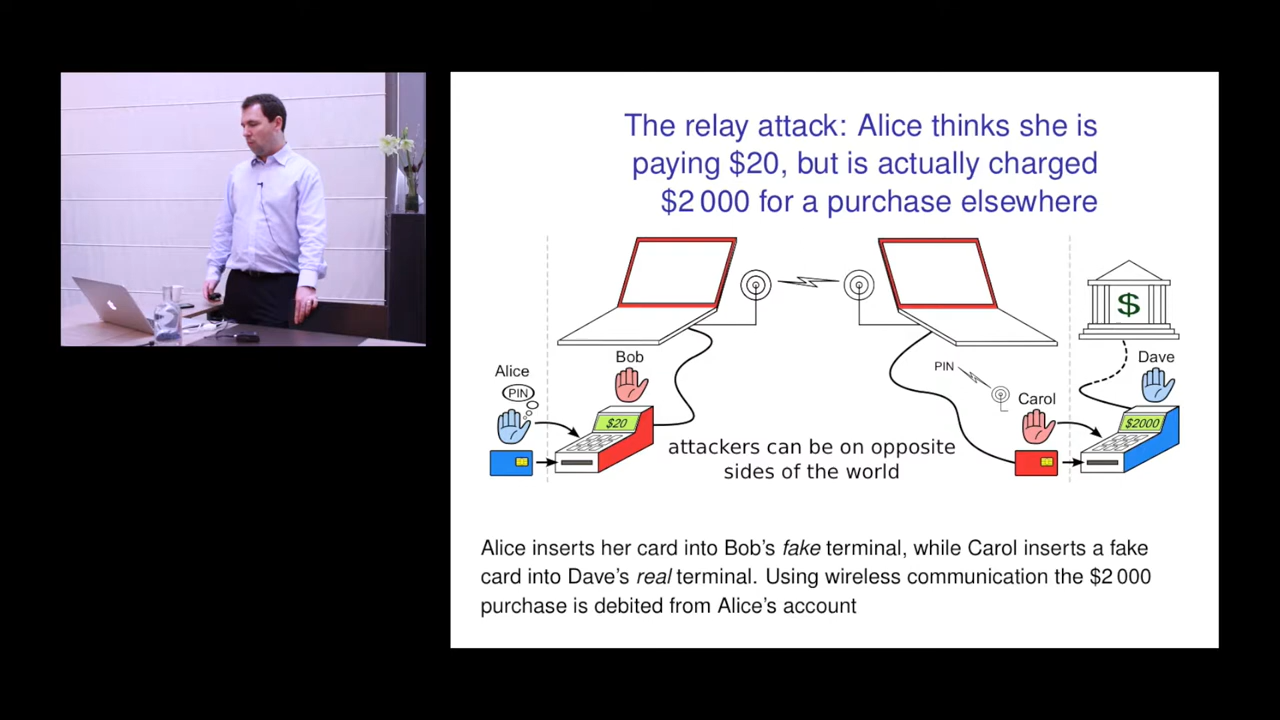 The relay attack: Alice thinks she is
paying $20, but is actually charged
$2 000 for a purchase elsewhere
$
Bob
Dave
Alice
PIN
PIN
Carol
$20
$2000
attackers can be on opposite
sides of the world
Alice inserts her card into Bob's fake terminal, while Carol inserts a fake
card into Dave's real terminal. Using wireless communication the $2 000
purchase is debited from Alice's account